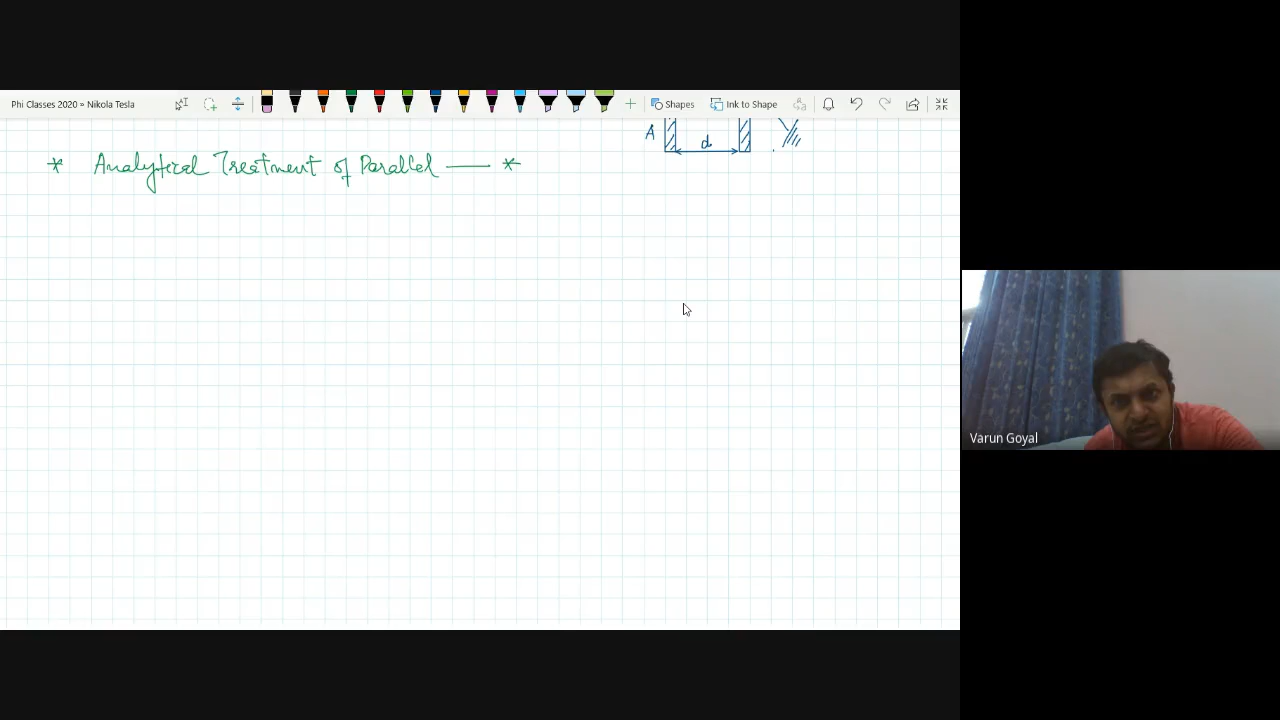 Phi Classes 2020 » Nikola Tesla
Shapes
Ink to Shape
A
d
* Analytical Treatment of Parallel —— *
Varun Goyal